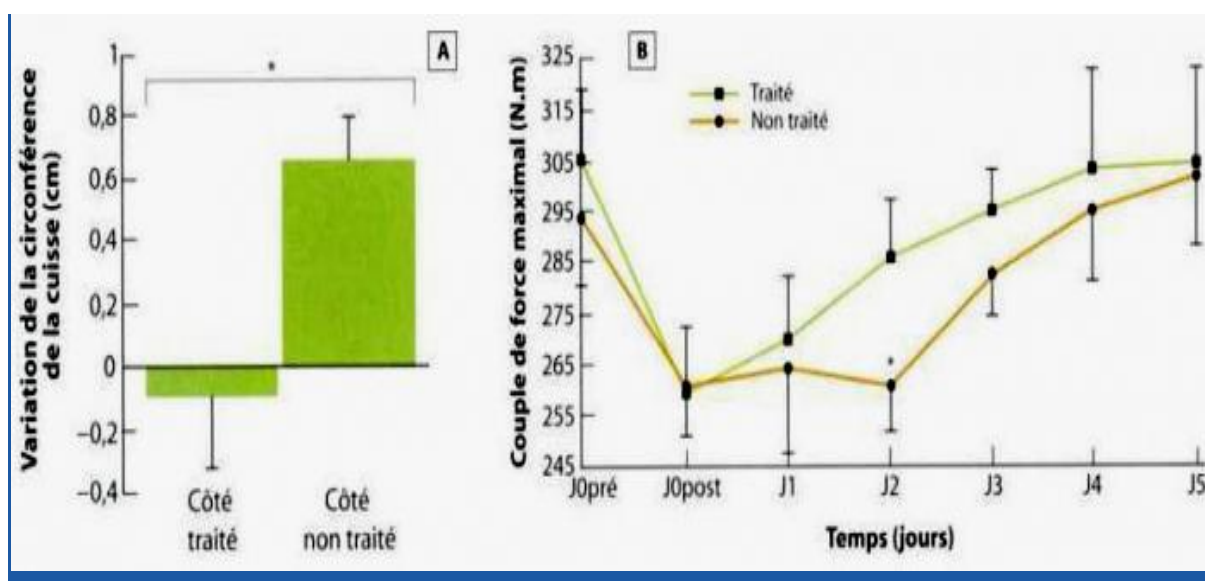 A
Variation de la circonférence
de la cuisse (cm)
1
0,8
0,6
0,4
0,2
0
–0,2
–0,4
*
Côté
traité
Côté
non traité
B
Couple de force maximal (N.m)
325
315
305
295
285
275
265
255
245
Traité
Non traité
*
J0pré
J0post
J1
J2
J3
J4
J5
Temps (jours)